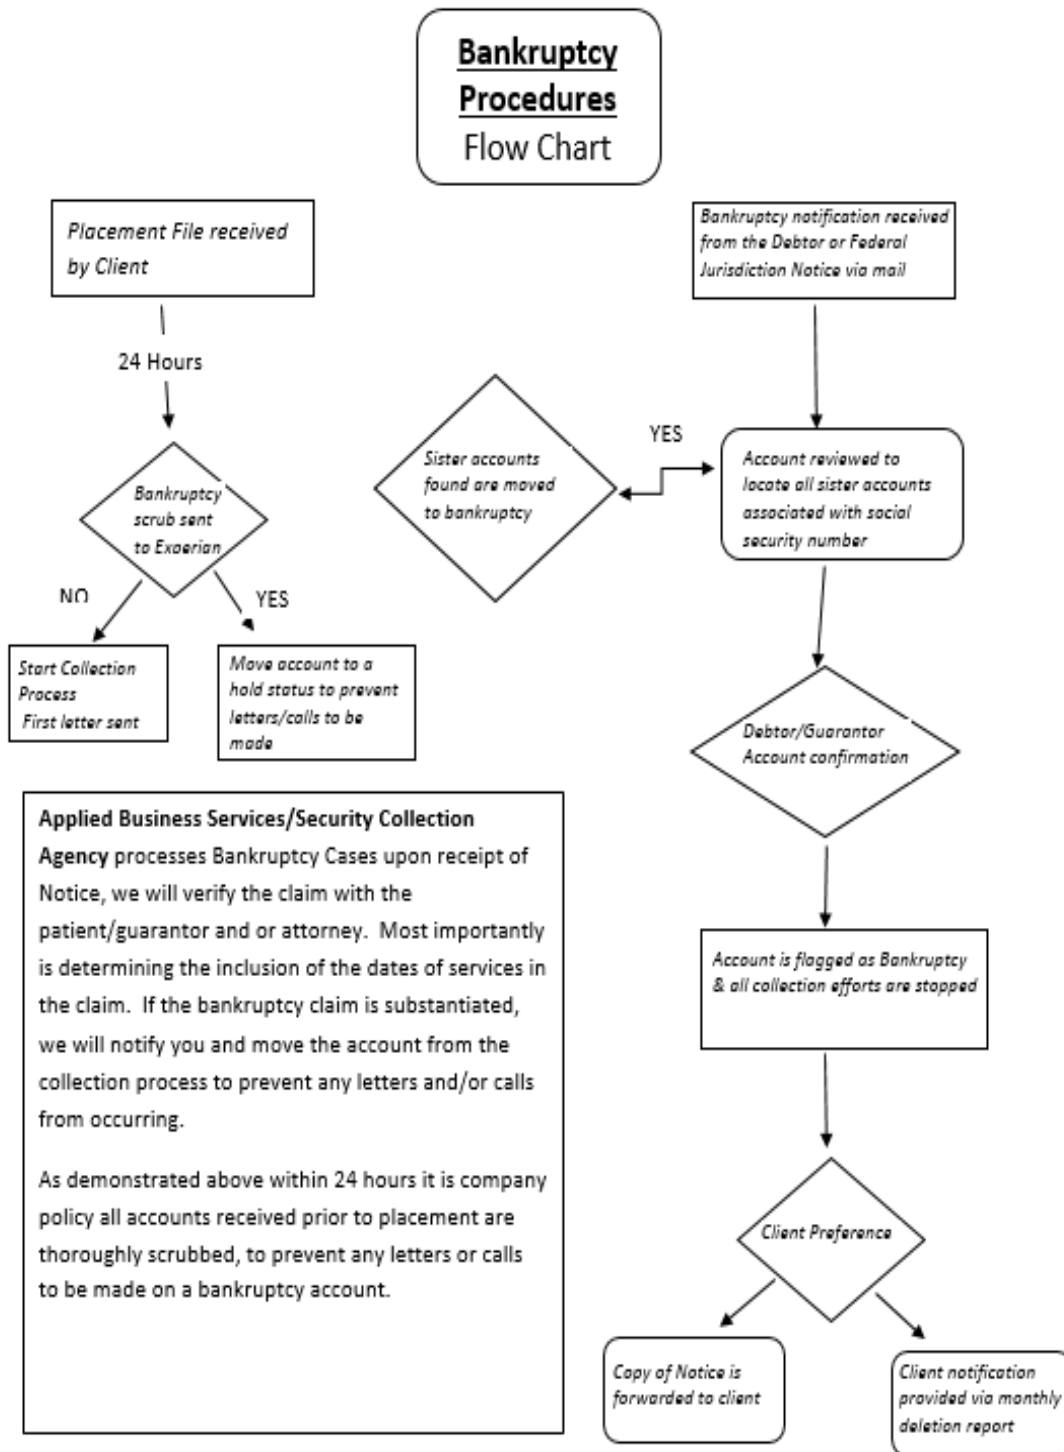 Bankruptcy
Procedures
Flow Chart
Placement File received
by Client
24 Hours
Bankruptcy
scrub sent
to Exoerian
NO
YES
Start Collection
Process
First letter sent
Move account to a
hold status to prevent
letters/calls to be
made
Bankruptcy notification received
from the Debtor or Federal
Jurisdiction Notice via mail
YES
Sister accounts
found are moved
to bankruptcy
Account reviewed to
locate all sister accounts
associated with social
security number
Debtor/Guarantor
Account confirmation
Account is flagged as Bankruptcy
& all collection efforts are stopped
Client Preference
Copy of Notice is
forwarded to client
Client notification
provided via monthly
deletion report
Applied Business Services/Security Collection
Agency processes Bankruptcy Cases upon receipt of
Notice, we will verify the claim with the
patient/guarantor and or attorney. Most importantly
is determining the inclusion of the dates of services in
the claim. If the bankruptcy claim is substantiated,
we will notify you and move the account from the
collection process to prevent any letters and/or calls
from occurring.
As demonstrated above within 24 hours it is company
policy all accounts received prior to placement are
thoroughly scrubbed, to prevent any letters or calls
to be made on a bankruptcy account.